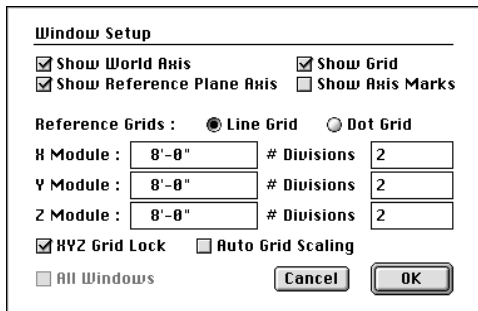 Window Setup
Show World Axis Show Grid
Show Reference Plane Axis Show Axis Marks
Reference Grids : Line Grid Dot Grid
X Module : 8'-0" # Divisions 2
Y Module : 8'-0" # Divisions 2
Z Module : 8'-0" # Divisions 2
XYZ Grid Lock Auto Grid Scaling
All Windows Cancel OK